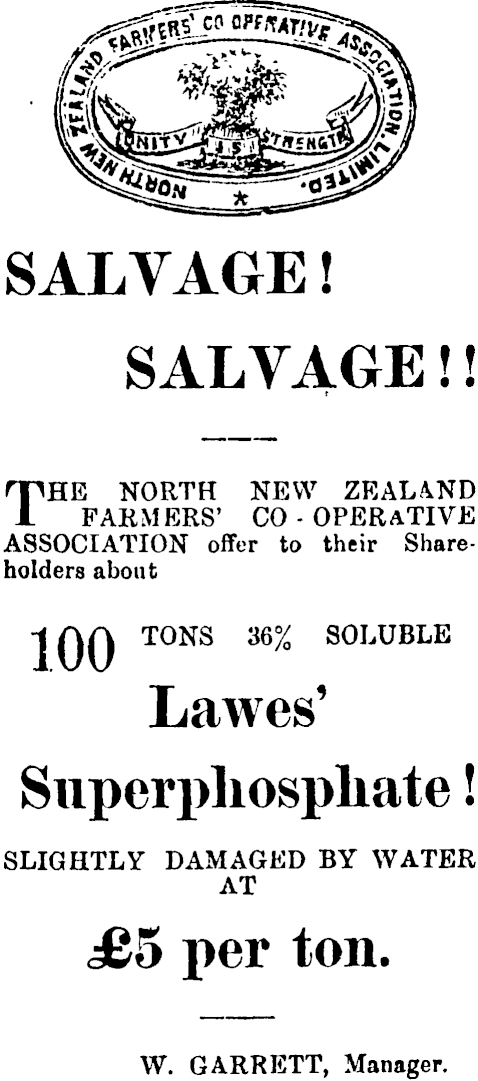 NORTH NEW ZEALAND FARMERS' CO OPERATIVE ASSOCIATION LIMITED.
UNITY IS STRENGTH
SALVAGE!
SALVAGE!!
THE NORTH NEW ZEALAND
FARMERS' CO-OPERATIVE
ASSOCIATION offer to their Share-
holders about
100 TONS 36% SOLUBLE
Lawes'
Superphosphate!
SLIGHTLY DAMAGED BY WATER
AT
£5 per ton.
W. GARRETT, Manager.